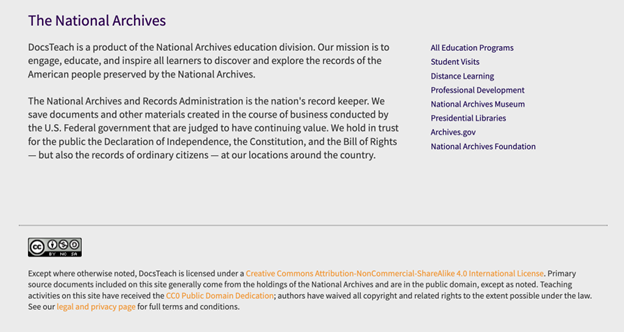 The National Archives
DocsTeach is a product of the National Archives education division. Our mission is to
engage, educate, and inspire all learners to discover and explore the records of the
American people preserved by the National Archives.
The National Archives and Records Administration is the nation's record keeper. We
save documents and other materials created in the course of business conducted by
the U.S. Federal government that are judged to have continuing value. We hold in trust
for the public the Declaration of Independence, the Constitution, and the Bill of Rights
— but also the records of ordinary citizens — at our locations around the country.
All Education Programs
Student Visits
Distance Learning
Professional Development
National Archives Museum
Presidential Libraries
Archives.gov
National Archives Foundation
cc
BY NC SA
Except where otherwise noted, DocsTeach is licensed under a Creative Commons Attribution-NonCommercial-ShareAlike 4.0 International License. Primary
source documents included on this site generally come from the holdings of the National Archives and are in the public domain, except as noted. Teaching
activities on this site have received the CC0 Public Domain Dedication; authors have waived all copyright and related rights to the extent possible under the law.
See our legal and privacy page for full terms and conditions.